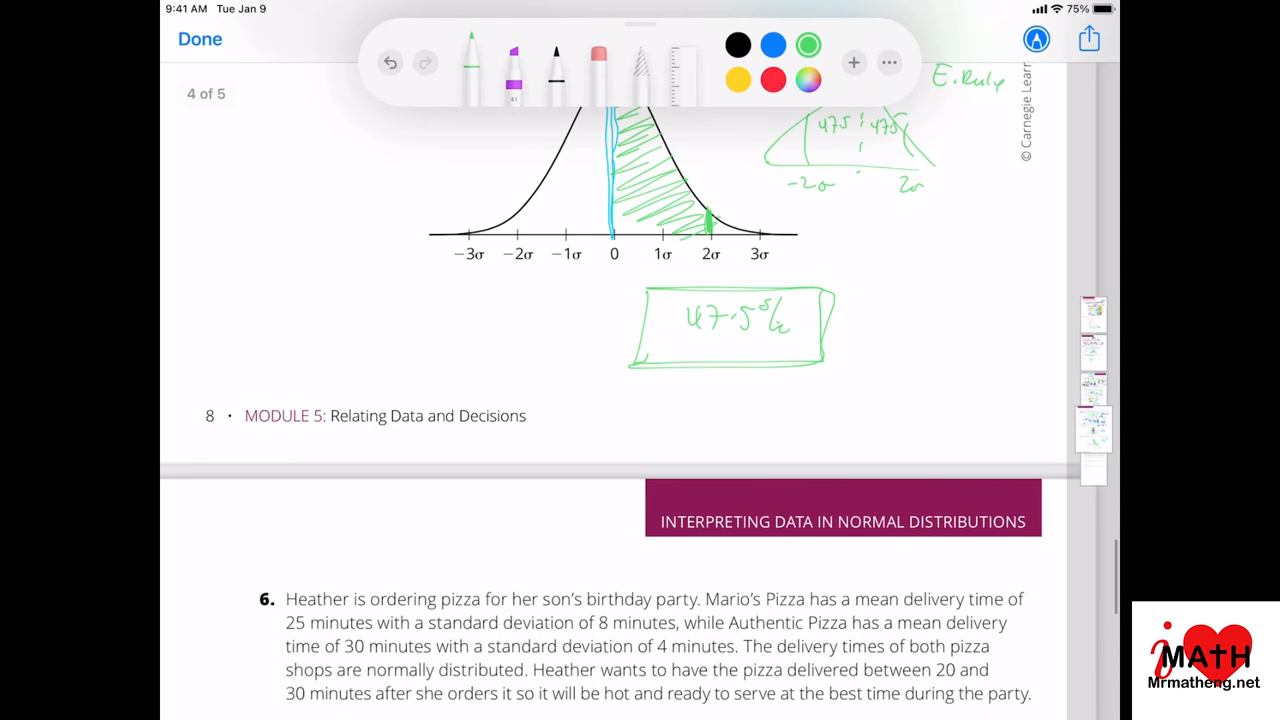 9:41 AM Tue Jan 9
75%
Done
4 of 5
41
E. Rule
© Carnegie Learn
475 475
-2σ 2σ
−3σ −2σ −1σ 0 1σ 2σ 3σ
47.5%
8 • MODULE 5: Relating Data and Decisions
INTERPRETING DATA IN NORMAL DISTRIBUTIONS
6. Heather is ordering pizza for her son’s birthday party. Mario’s Pizza has a mean delivery time of
25 minutes with a standard deviation of 8 minutes, while Authentic Pizza has a mean delivery
time of 30 minutes with a standard deviation of 4 minutes. The delivery times of both pizza
shops are normally distributed. Heather wants to have the pizza delivered between 20 and
30 minutes after she orders it so it will be hot and ready to serve at the best time during the party.
i
MATH
Mrmatheng.net